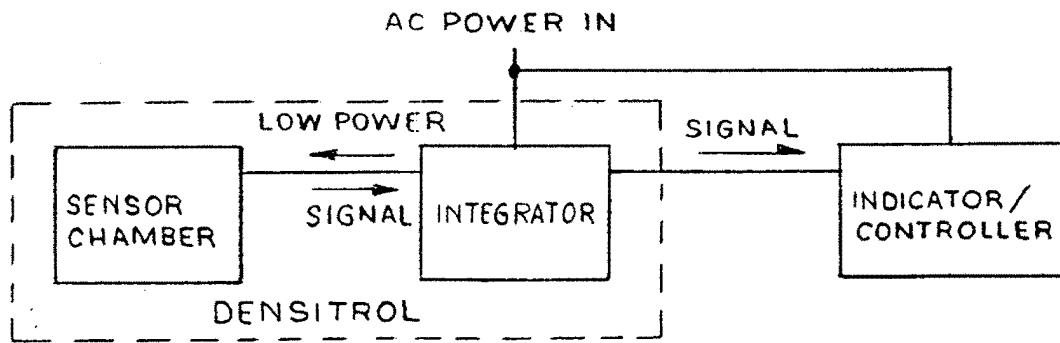 AC POWER IN
LOW POWER
SIGNAL
SENSOR
CHAMBER
SIGNAL
INTEGRATOR
INDICATOR/
CONTROLLER
DENSITROL